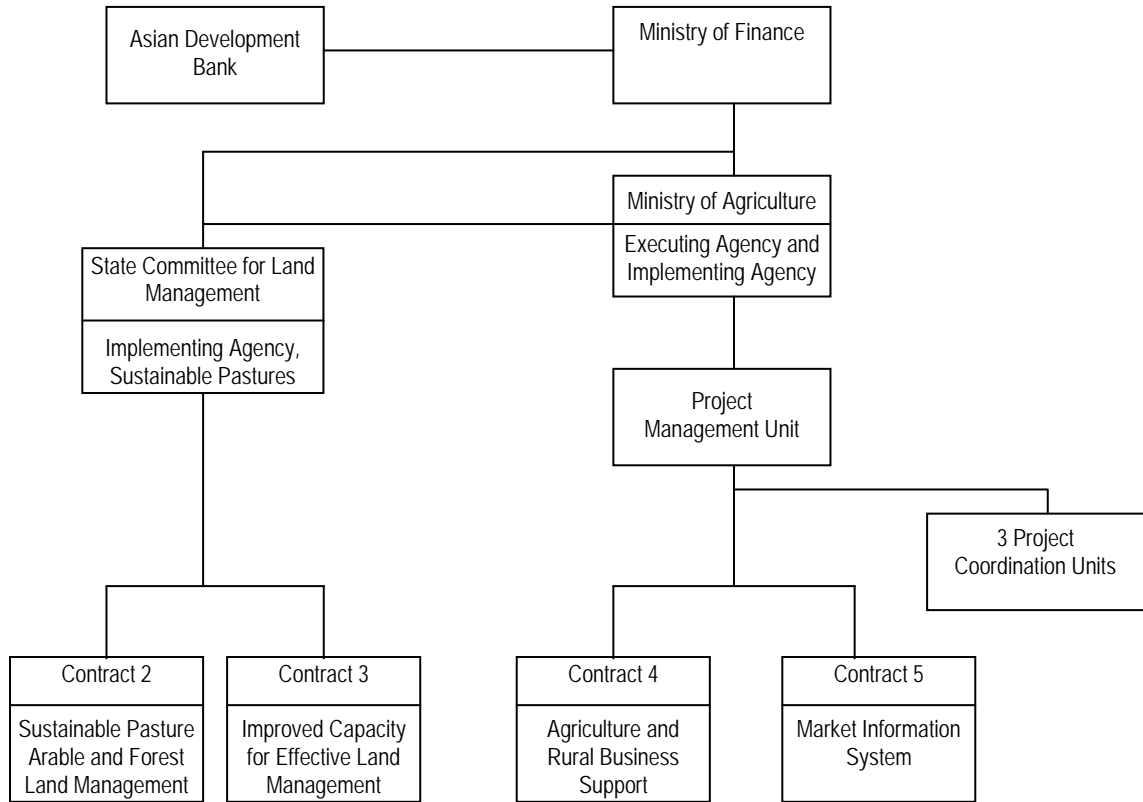 Asian Development
Bank
Ministry of Finance
Ministry of Agriculture
Executing Agency and
Implementing Agency
State Committee for Land
Management
Implementing Agency,
Sustainable Pastures
Project
Management Unit
3 Project
Coordination Units
Contract 2
Sustainable Pasture
Arable and Forest
Land Management
Contract 3
Improved Capacity
for Effective Land
Management
Contract 4
Agriculture and
Rural Business
Support
Contract 5
Market Information
System